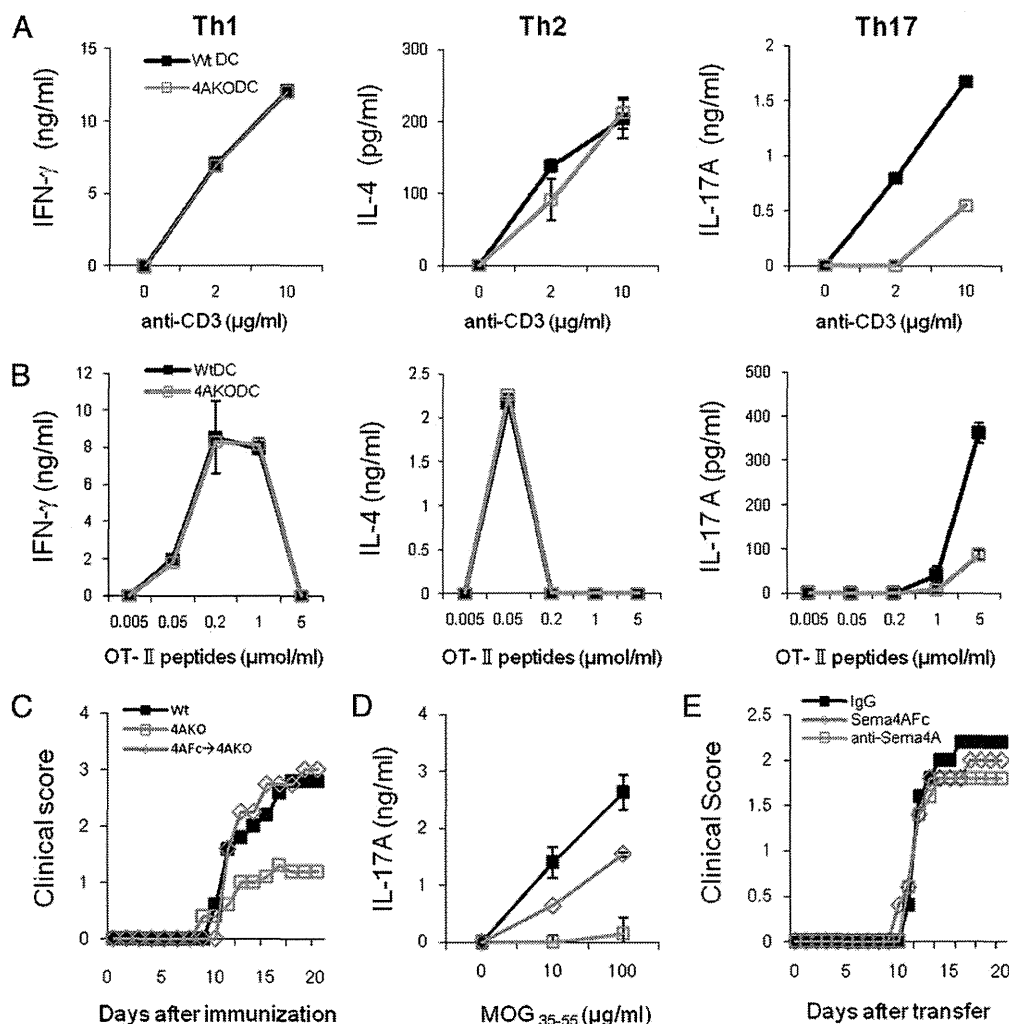 A
Th1
Th2
Th17
IFN-γ (ng/ml)
15
10
5
0
Wt DC
4AKODC
0 2 10
anti-CD3 (µg/ml)
IL-4 (pg/ml)
300
200
100
0
0 2 10
anti-CD3 (µg/ml)
IL-17A (ng/ml)
2
1.5
1
0.5
0
0 2 10
anti-CD3 (µg/ml)
B
IFN-γ (ng/ml)
12
10
8
6
4
2
0
WtDC
4AKODC
0.005 0.05 0.2 1 5
OT-Ⅱ peptides (µmol/ml)
IL-4 (ng/ml)
2.5
2
1.5
1
0.5
0
0.005 0.05 0.2 1 5
OT-Ⅱ peptides (µmol/ml)
IL-17A (pg/ml)
500
400
300
200
100
0
0.005 0.05 0.2 1 5
OT-Ⅱ peptides (µmol/ml)
C
Clinical score
4
3
2
1
0
Wt
4AKO
4AFc→4AKO
0 5 10 15 20
Days after immunization
D
IL-17A (ng/ml)
4
3
2
1
0
0 10 100
MOG 35-55 (µg/ml)
E
Clinical Score
2.5
2
1.5
1
0.5
0
IgG
Sema4AFc
anti-Sema4A
0 5 10 15 20
Days after transfer